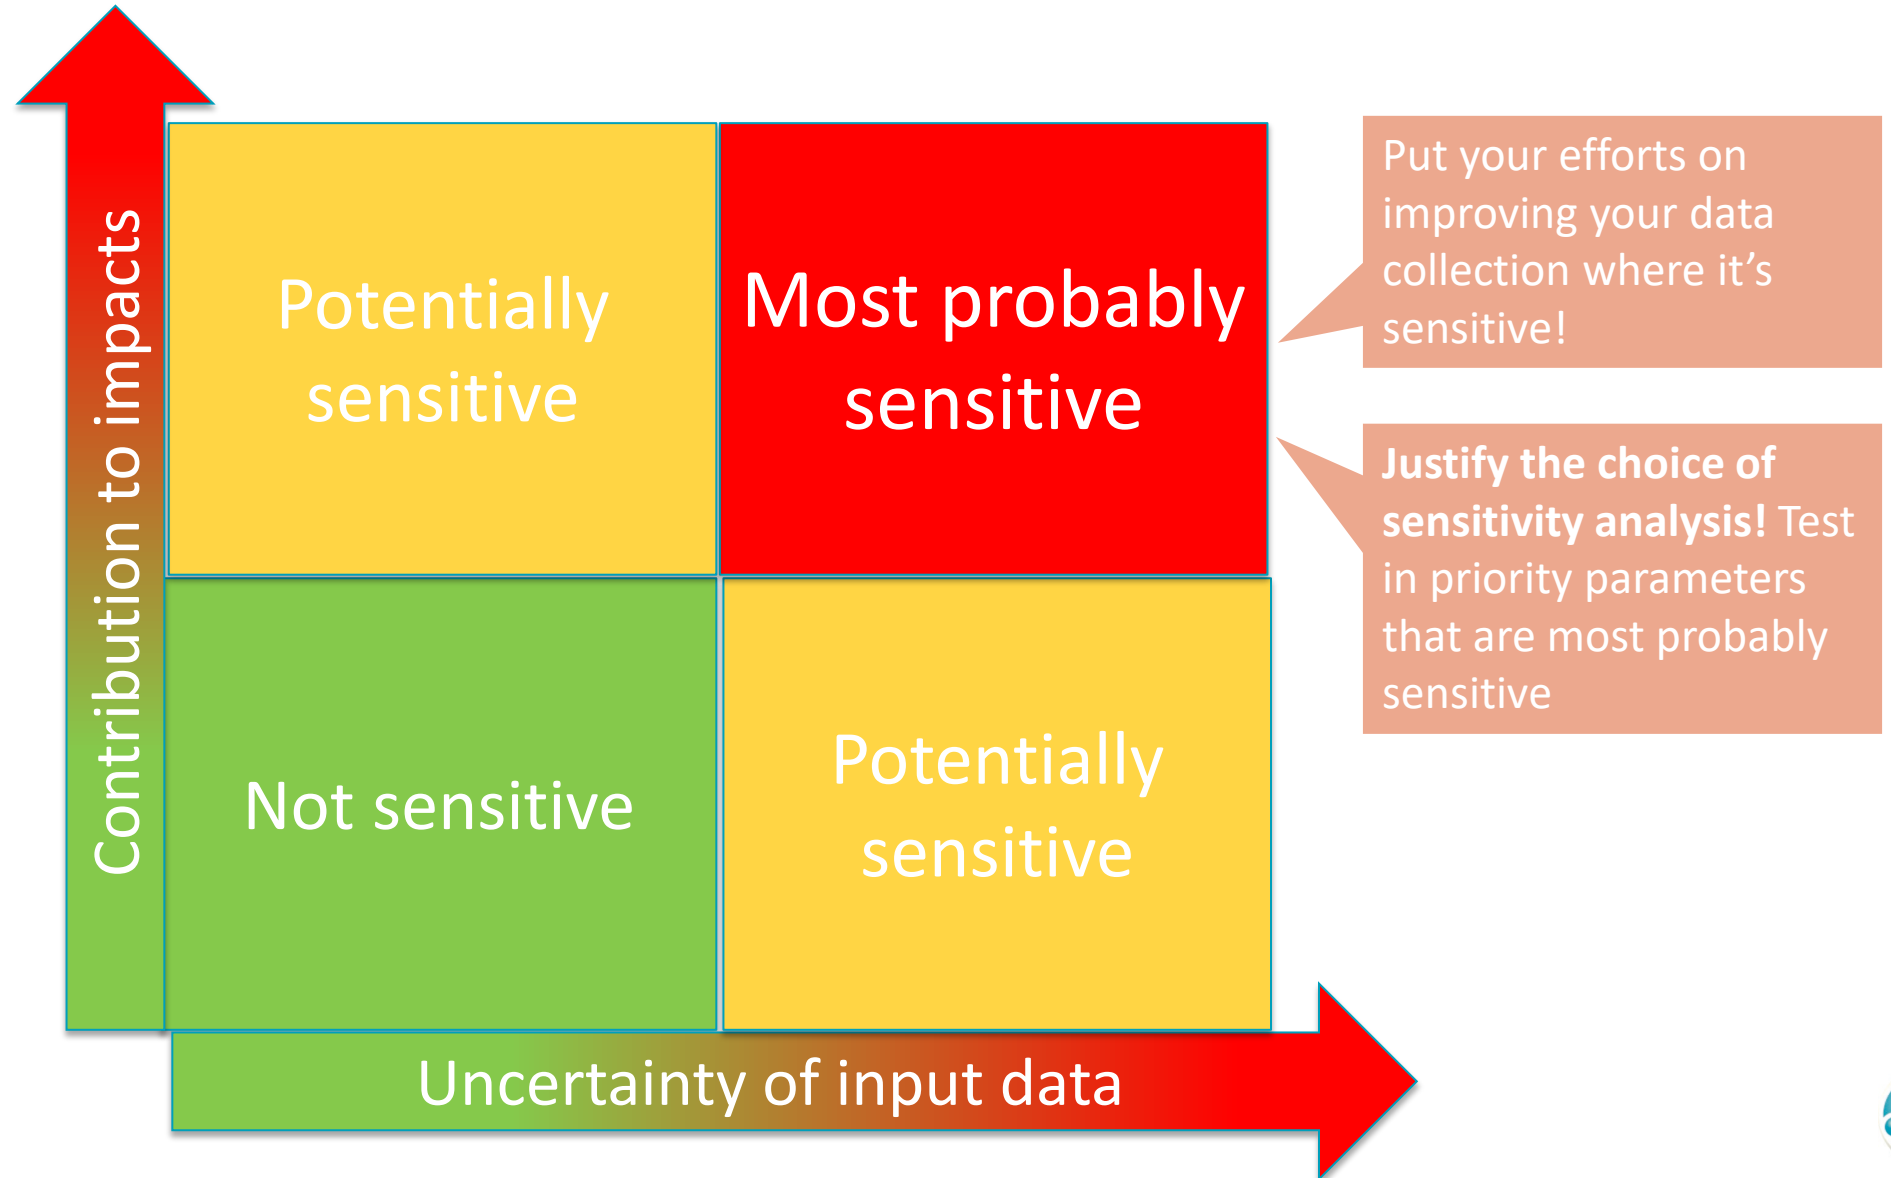 Contribution to impacts
Potentially
sensitive
Most probably
sensitive
Not sensitive
Potentially
sensitive
Uncertainty of input data
Put your efforts on
improving your data
collection where it’s
sensitive!
Justify the choice of
sensitivity analysis! Test
in priority parameters
that are most probably
sensitive